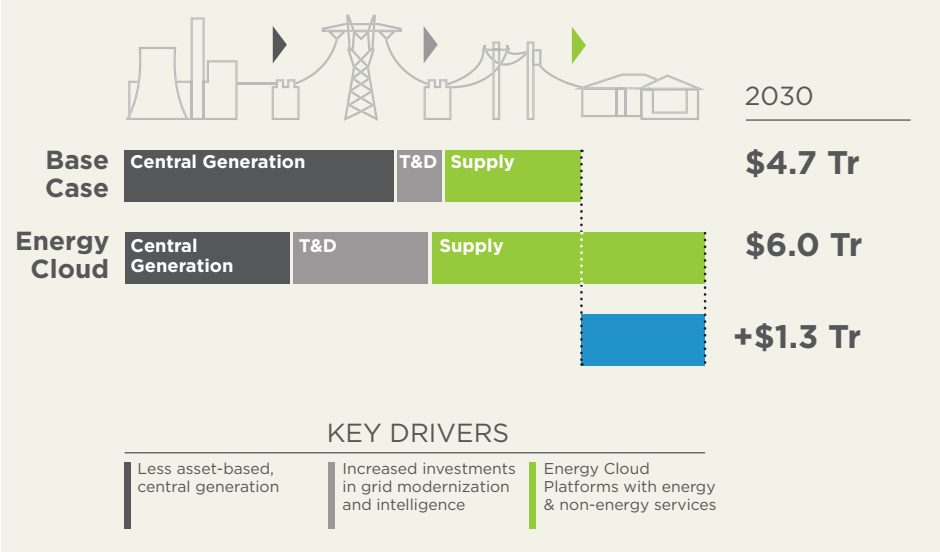 2030
Base
Case
Central Generation
T&D
Supply
$4.7 Tr
Energy
Cloud
Central
Generation
T&D
Supply
$6.0 Tr
+$1.3 Tr
KEY DRIVERS
Less asset-based,
central generation
Increased investments
in grid modernization
and intelligence
Energy Cloud
Platforms with energy
& non-energy services